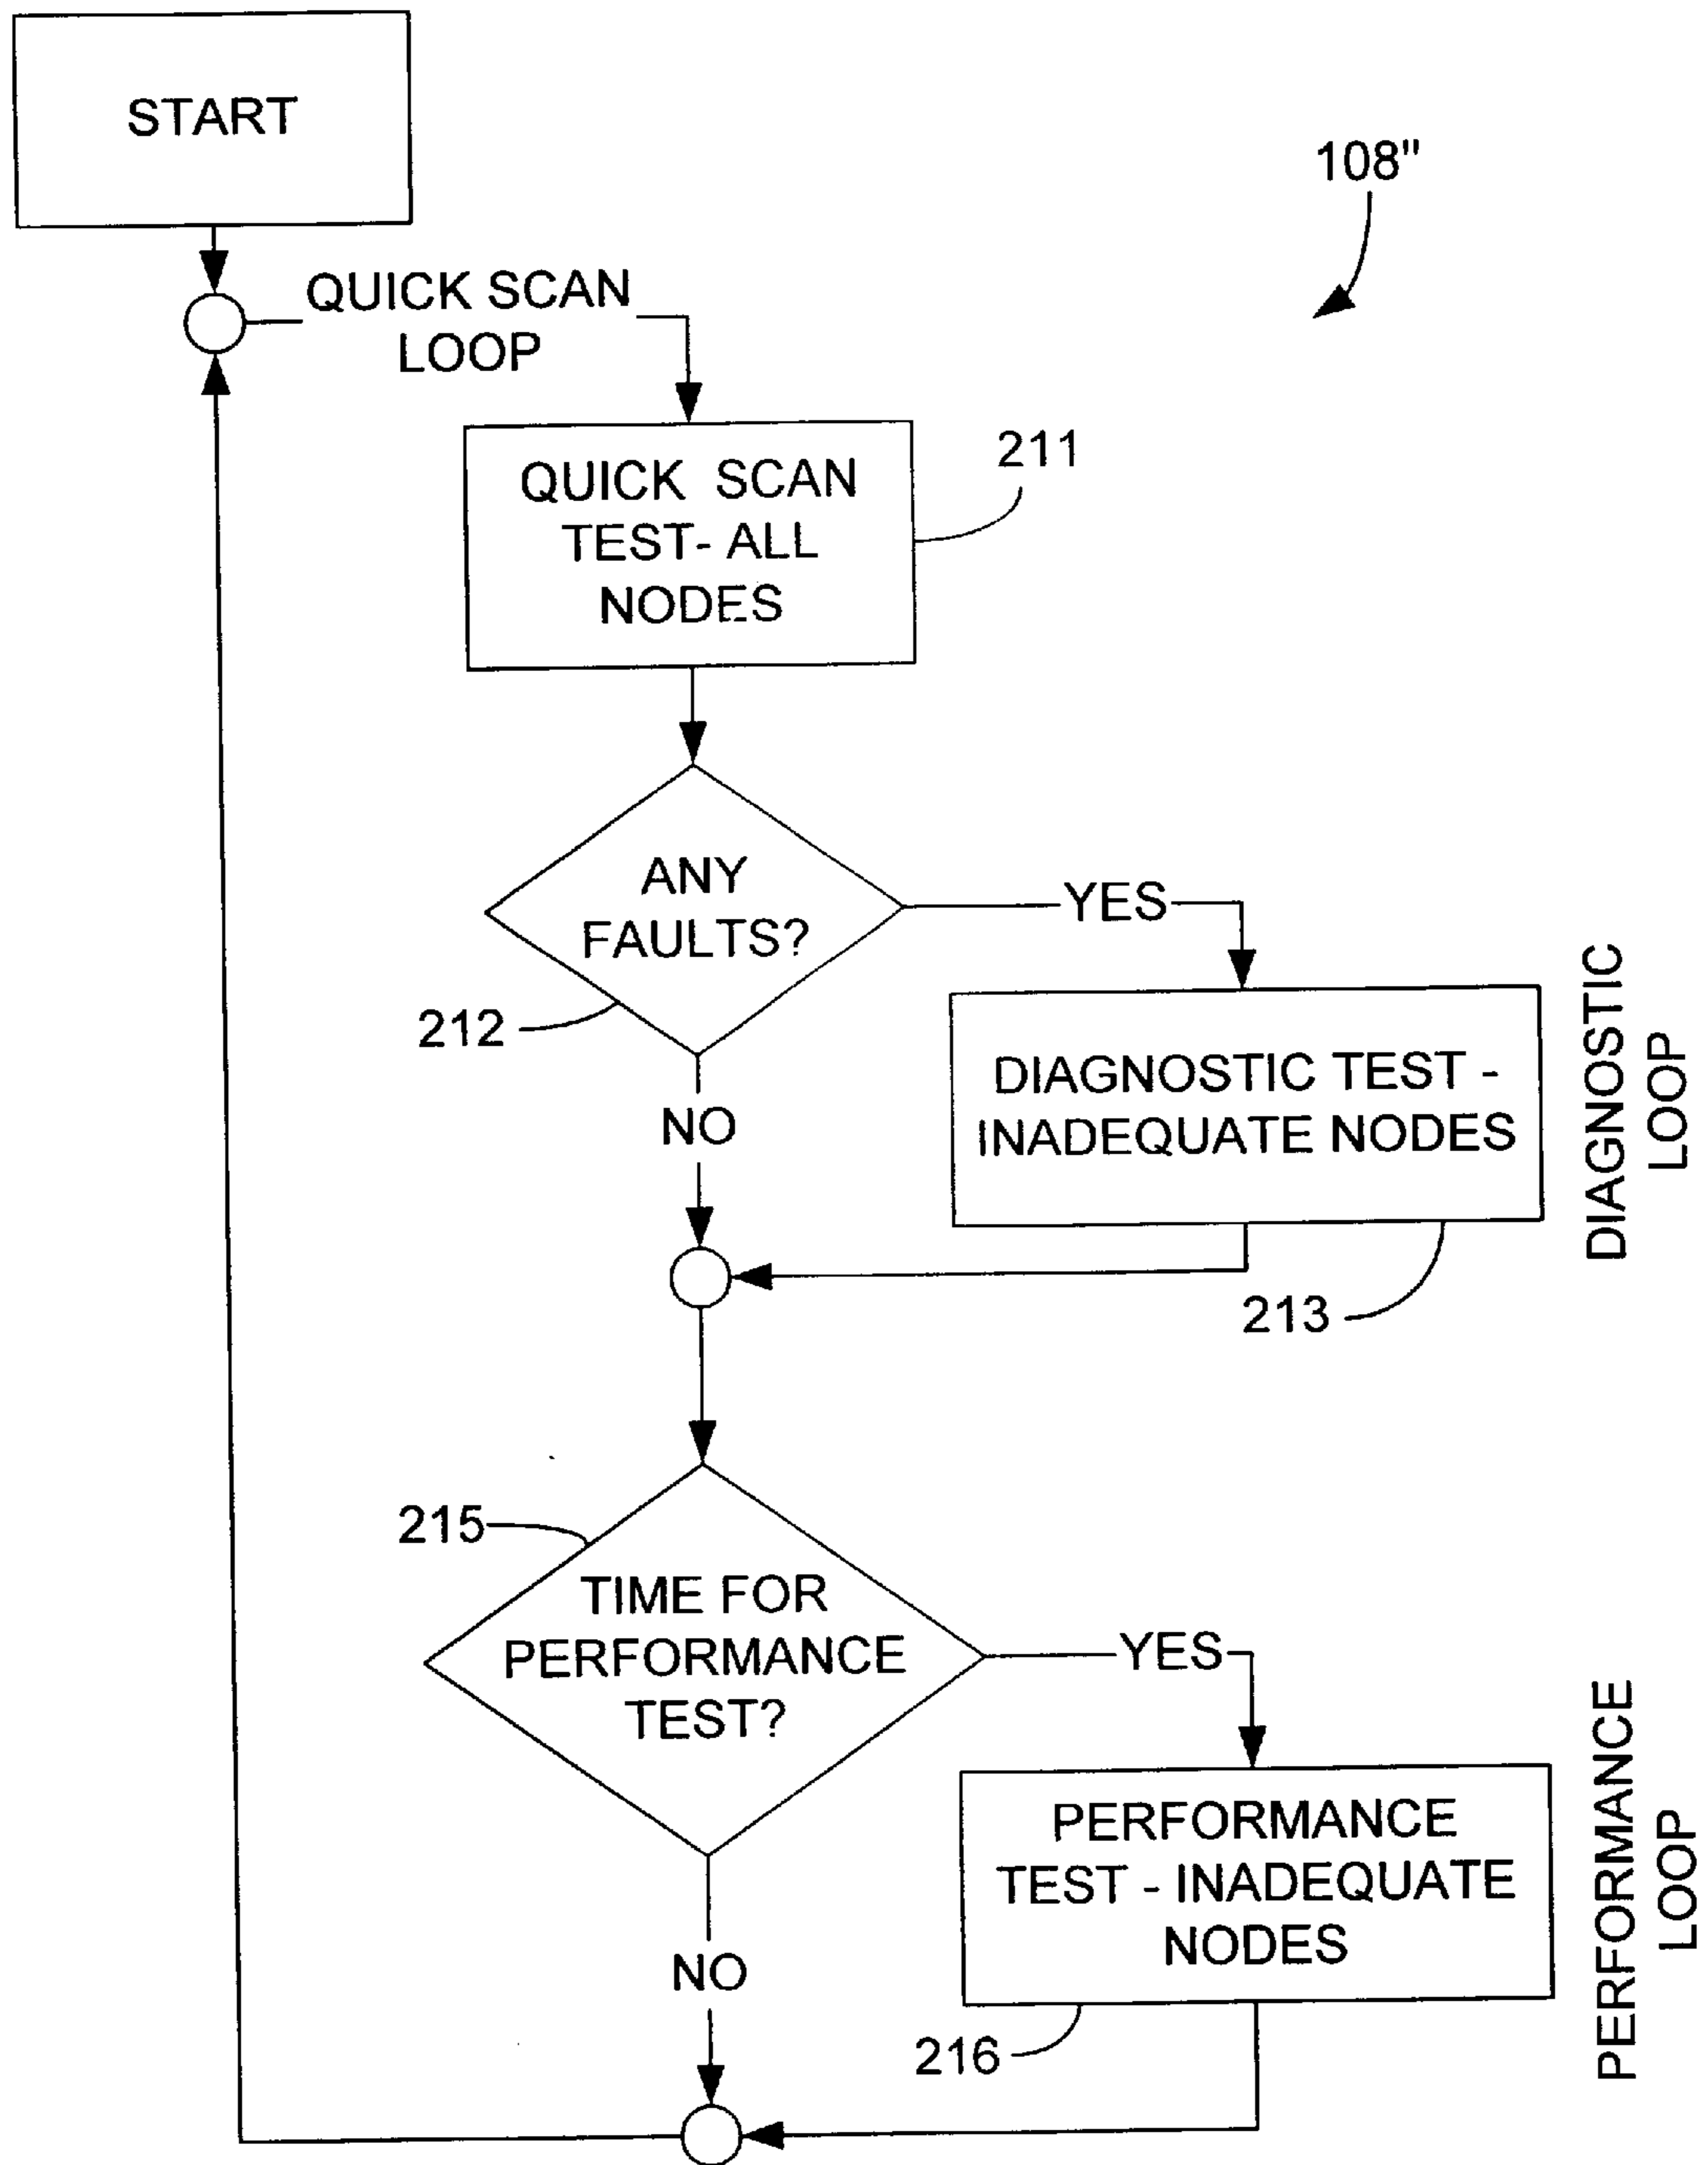 START
108"
QUICK SCAN
LOOP
QUICK SCAN
TEST- ALL
NODES
211
ANY
FAULTS?
YES
212
NO
DIAGNOSTIC TEST -
INADEQUATE NODES
DIAGNOSTIC
LOOP
213
215
TIME FOR
PERFORMANCE
TEST?
YES
NO
PERFORMANCE
TEST - INADEQUATE
NODES
PERFORMANCE
LOOP
216